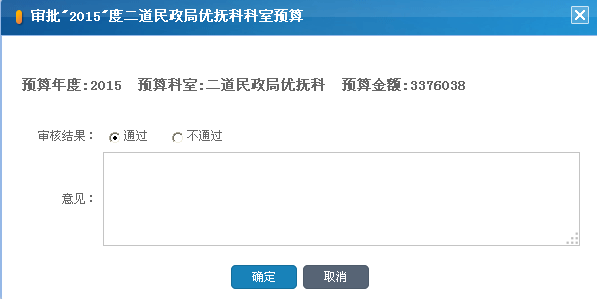 审批"2015"度二道民政局优抚科科室预算
预算年度:2015 预算科室:二道民政局优抚科 预算金额:3376038
审核结果： 通过 不通过
意见：
确定 取消